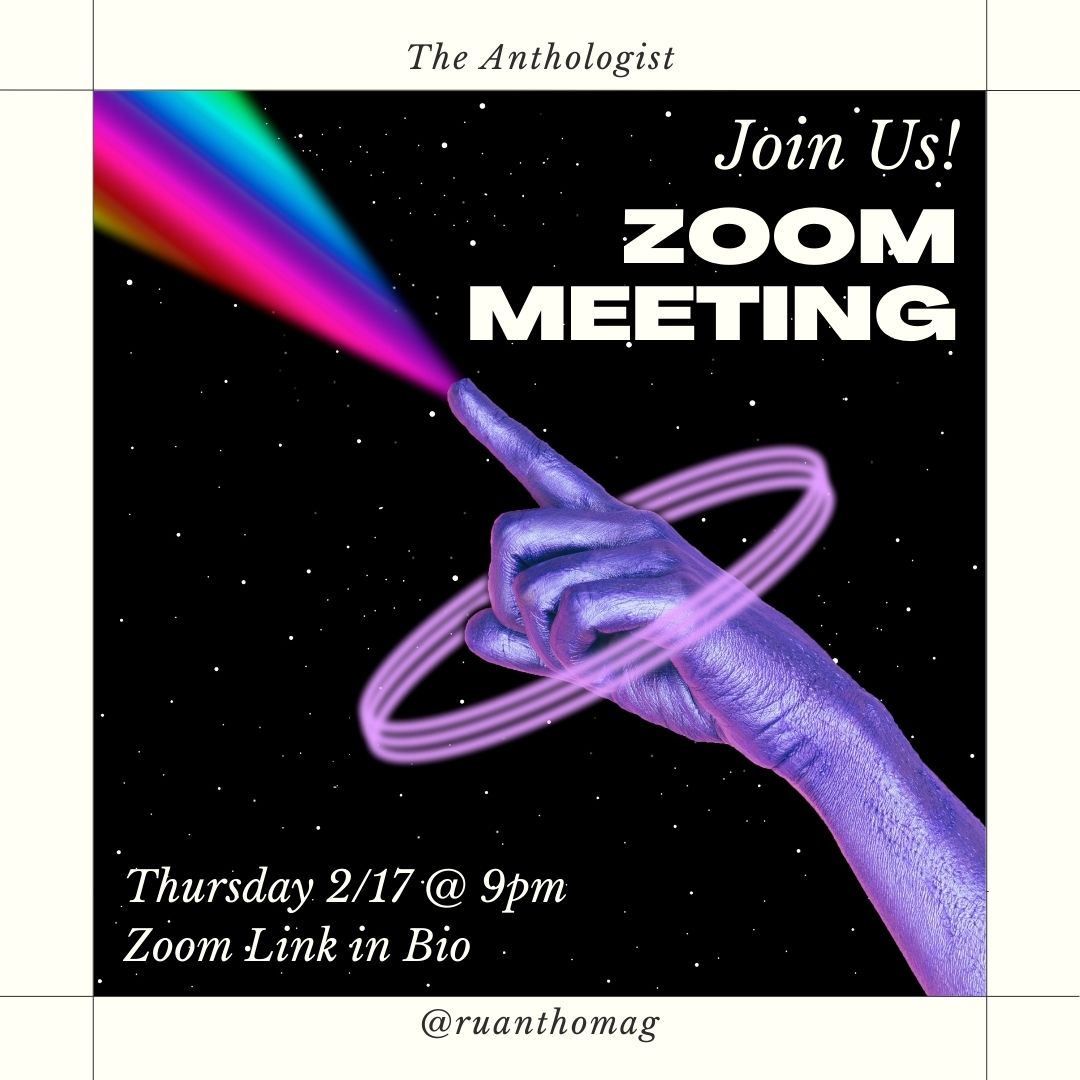 The Anthologist
Join Us!
ZOOM
MEETING
Thursday 2/17 @ 9pm
Zoom Link in Bio
@ruanthomag